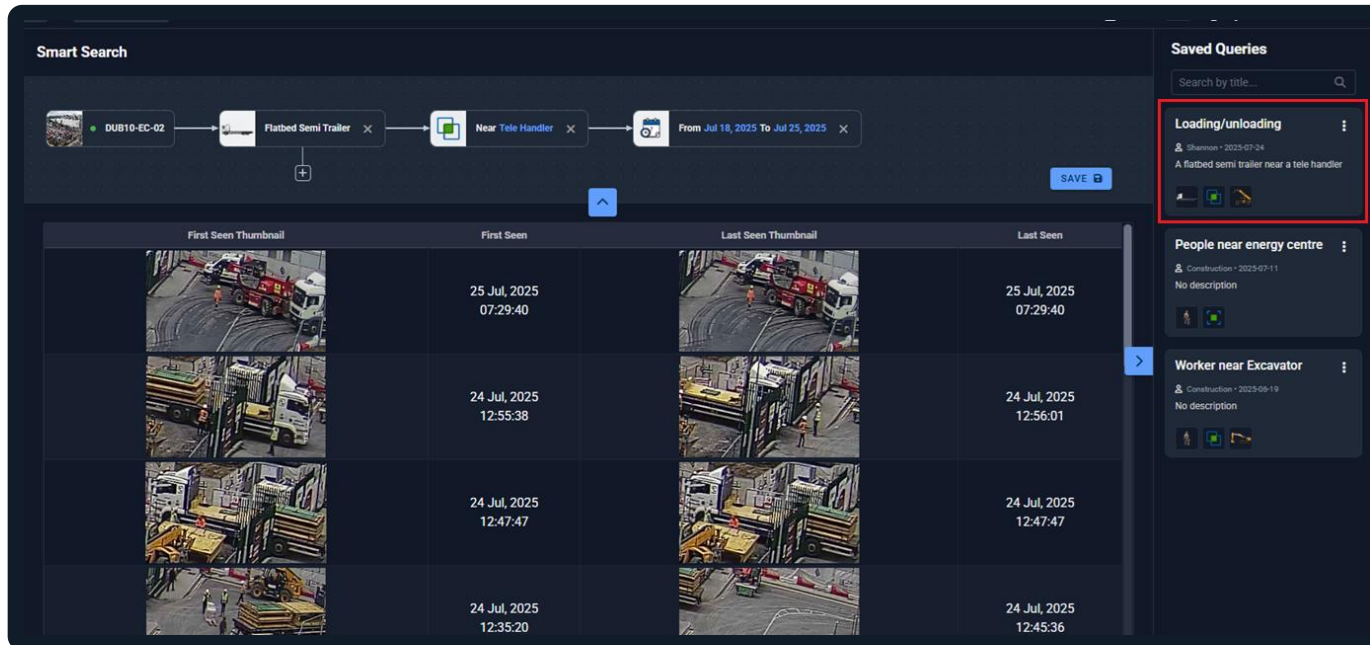 Smart Search
DUB10-EC-02
Flatbed Semi Trailer
Near Tele Handler
From Jul 18, 2025 To Jul 25, 2025
SAVE
First Seen Thumbnail First Seen Last Seen Thumbnail Last Seen
25 Jul, 2025
07:29:40
25 Jul, 2025
07:29:40
24 Jul, 2025
12:55:38
24 Jul, 2025
12:56:01
24 Jul, 2025
12:47:47
24 Jul, 2025
12:47:47
24 Jul, 2025
12:35:20
24 Jul, 2025
12:45:36
Saved Queries
Search by title...
Loading/unloading
Shannon • 2025-07-24
A flatbed semi trailer near a tele handler
People near energy centre
Construction • 2025-07-11
No description
Worker near Excavator
Construction • 2025-06-19
No description